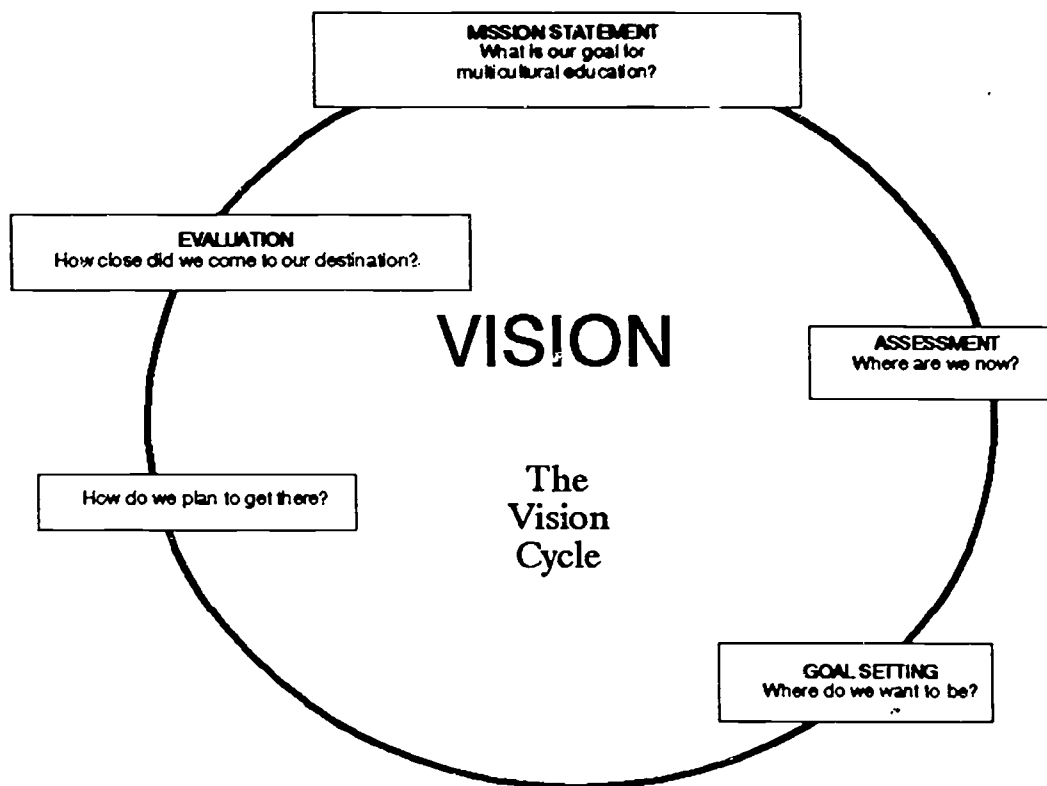 MISSION STATEMENT
What is our goal for
multicultural education?
EVALUATION
How close did we come to our destination?
VISION
ASSESSMENT
Where are we now?
How do we plan to get there?
The
Vision
Cycle
GOAL SETTING
Where do we want to be?